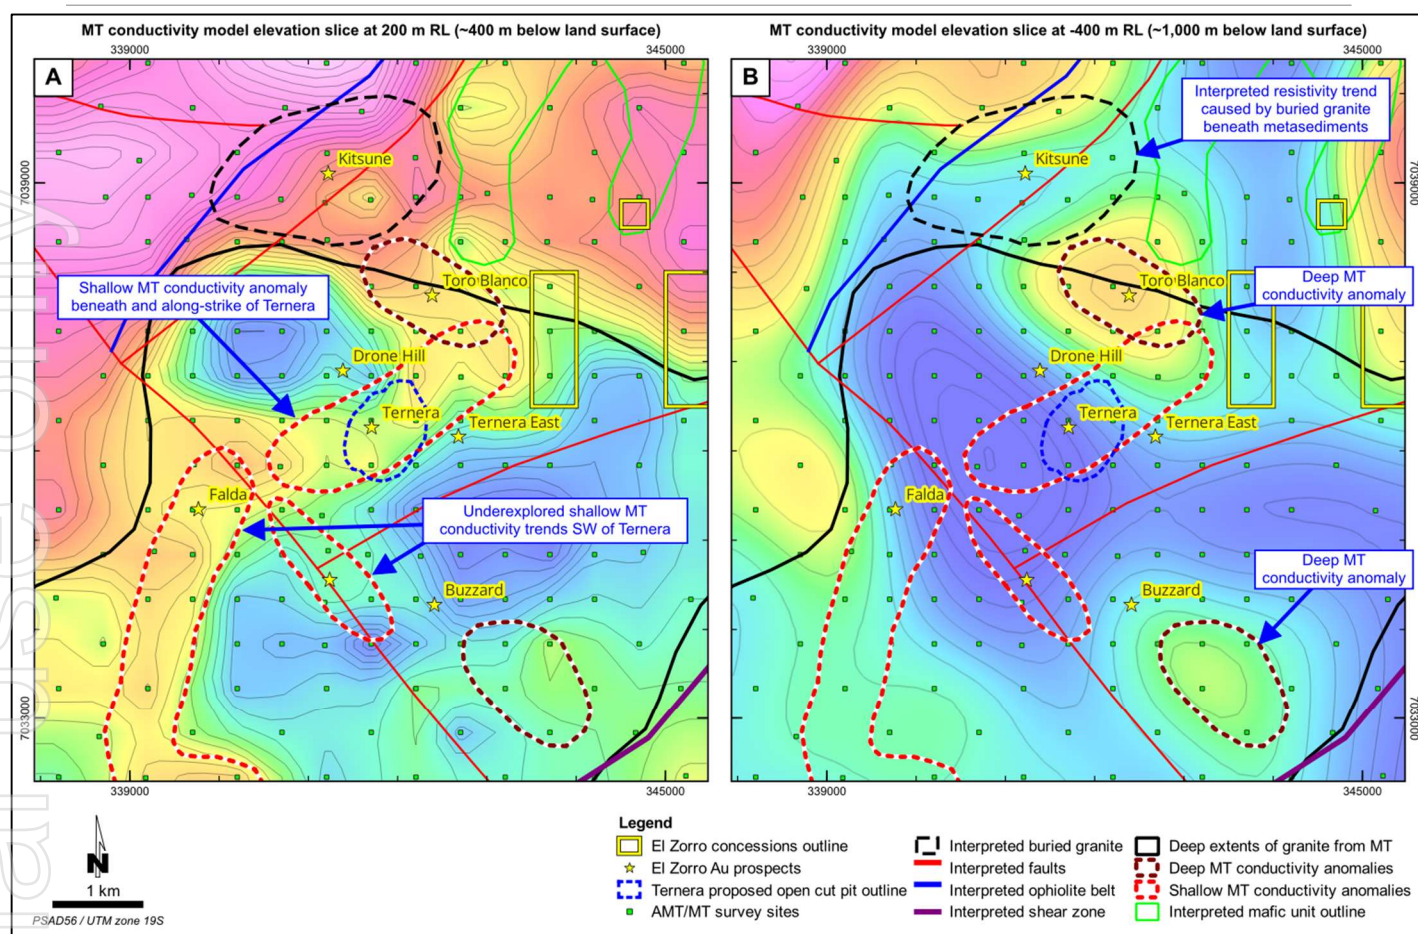 MT conductivity model elevation slice at 200 m RL (~400 m below land surface)
MT conductivity model elevation slice at -400 m RL (~1,000 m below land surface)
339000
345000
339000
345000
A
B
Interpreted resistivity trend
caused by buried granite
beneath metasediments
Kitsune
Kitsune
7039000
7039000
Toro Blanco
Toro Blanco
Shallow MT conductivity anomaly
beneath and along-strike of Ternera
Deep MT
conductivity anomaly
Drone Hill
Drone Hill
Ternera
Ternera
Ternera East
Ternera East
Falda
Falda
Underexplored shallow MT
conductivity trends SW of Ternera
Deep MT
conductivity anomaly
Buzzard
Buzzard
7033000
7033000
339000
345000
339000
345000
N
1 km
PSAD56 / UTM zone 19S
Legend
El Zorro concessions outline
El Zorro Au prospects
Ternera proposed open cut pit outline
AMT/MT survey sites
Interpreted buried granite
Interpreted faults
Interpreted ophiolite belt
Interpreted shear zone
Deep extents of granite from MT
Deep MT conductivity anomalies
Shallow MT conductivity anomalies
Interpreted mafic unit outline